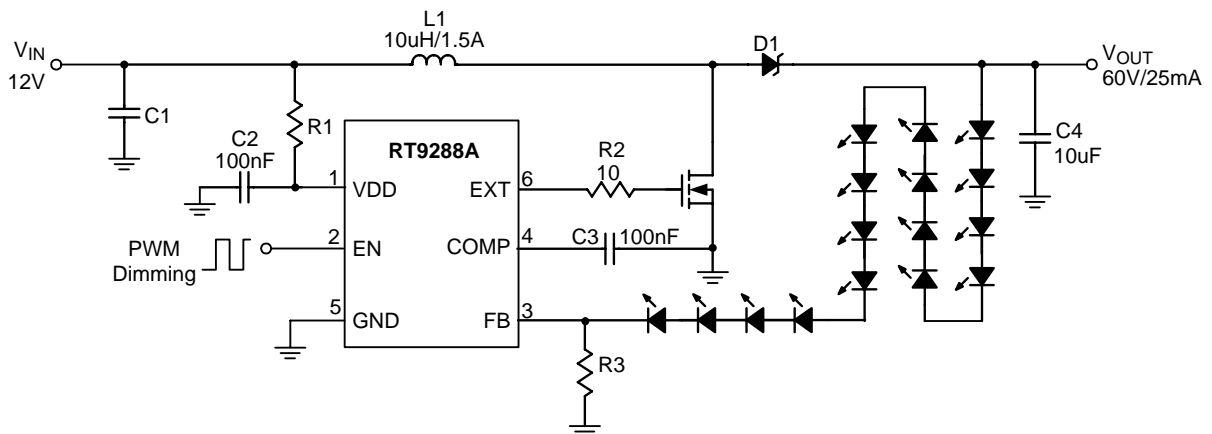 L1
10uH/1.5A
VIN
12V
D1
VOUT
60V/25mA
C1
R1
C2
100nF
RT9288A
R2
10
C4
10uF
1
VDD
EXT
6
PWM
Dimming
2
EN
COMP
4
C3
100nF
5
GND
FB
3
R3